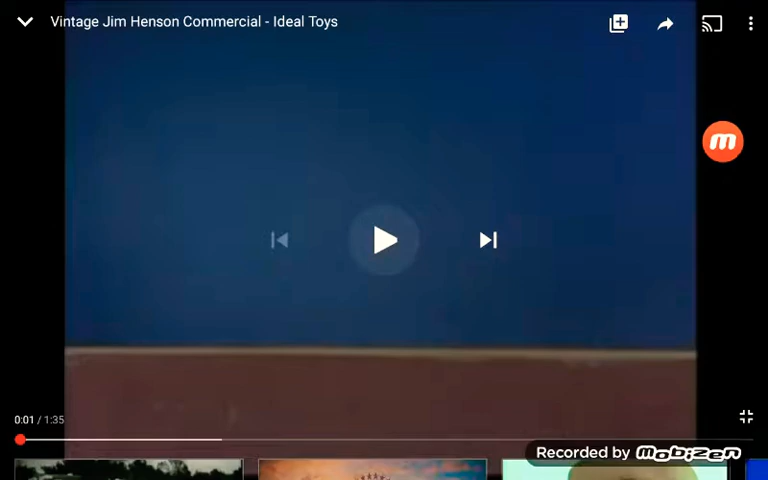 Vintage Jim Henson Commercial - Ideal Toys
m
0:01 / 1:35
Recorded by mobizen